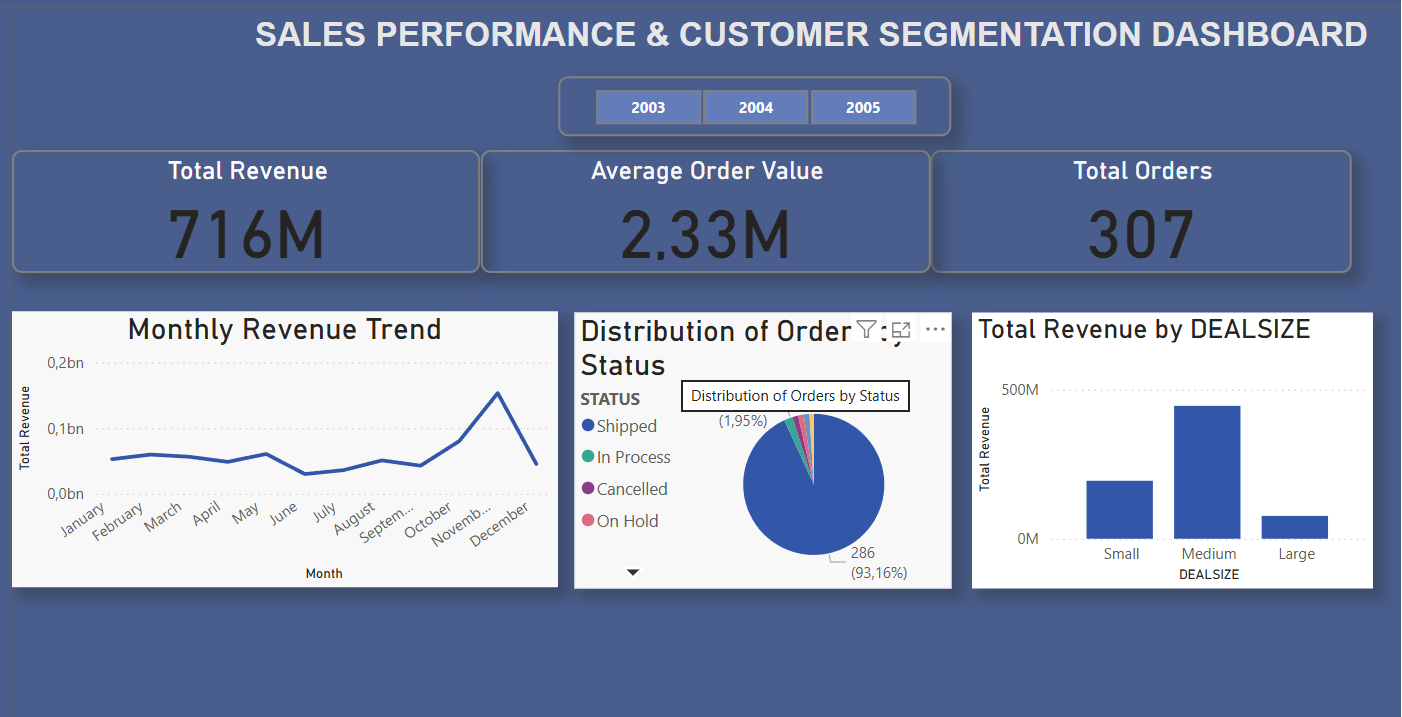 SALES PERFORMANCE & CUSTOMER SEGMENTATION DASHBOARD
2003 2004 2005
Total Revenue
716M
Average Order Value
2,33M
Total Orders
307
Monthly Revenue Trend
Total Revenue
0,2bn
0,1bn
0,0bn
January February March April May June July August Septem... October Novemb... December
Month
Distribution of Order
Status
STATUS
Shipped
In Process
Cancelled
On Hold
Distribution of Orders by Status
(1,95%)
286
(93,16%)
Total Revenue by DEALSIZE
Total Revenue
500M
0M
Small Medium Large
DEALSIZE